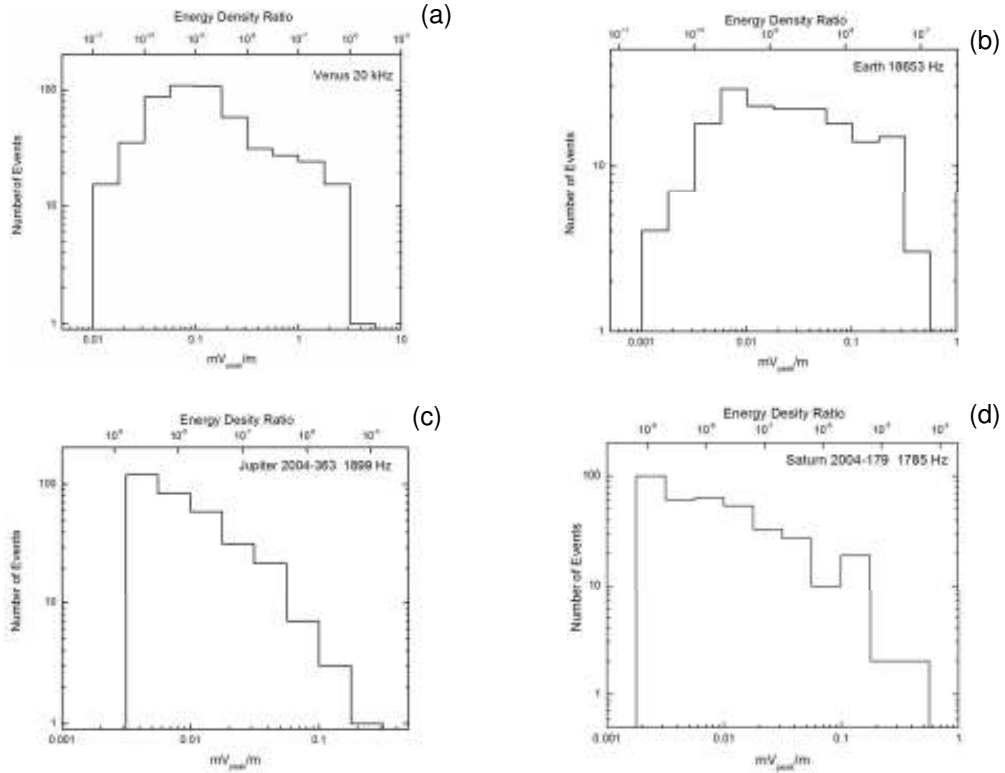 Energy Density Ratio
(a)
Venus 20 kHz
Number of Events
100
10
1
0.01 0.1 1 10
mVpeak/m
Energy Density Ratio
(b)
Earth 18653 Hz
Number of Events
10
1
0.001 0.01 0.1 1
mVpeak/m
Energy Desity Ratio
(c)
Jupiter 2004-363 1899 Hz
Number of Events
100
10
1
0.001 0.01 0.1
mVpeak/m
Energy Desity Ratio
(d)
Saturn 2004-179 1785 Hz
Number of Events
100
10
1
0.001 0.01 0.1 1
mVpeak/m